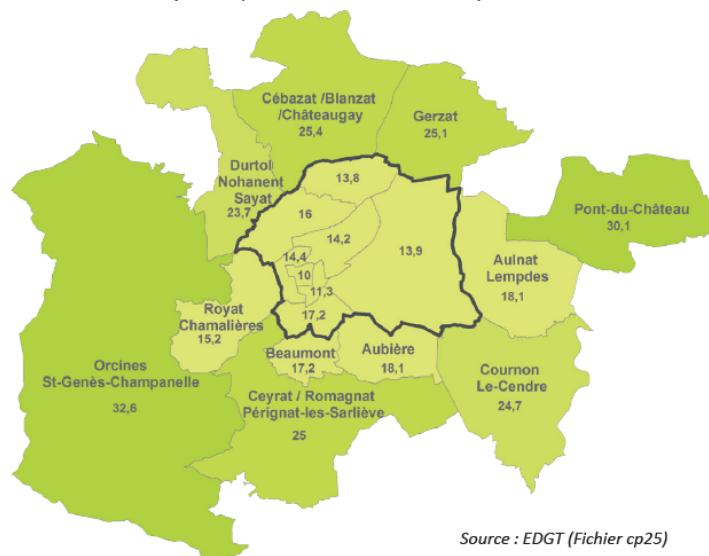 Cébazat /Blanzat
/Châteaugay
25,4
Gerzat
25,1
Durtol
Nohanent
Sayat
23,7
13,8
16
14,2
13,9
14,4
10
11,3
17,2
Pont-du-Château
30,1
Aulnat
Lempdes
18,1
Royat
Chamalières
15,2
Orcines
St-Genès-Champanelle
32,6
Beaumont
17,2
Aubière
18,1
Cournon
Le-Cendre
24,7
Ceyrat / Romagnat
Pérignat-les-Sarliève
25
Source : EDGT (Fichier cp25)